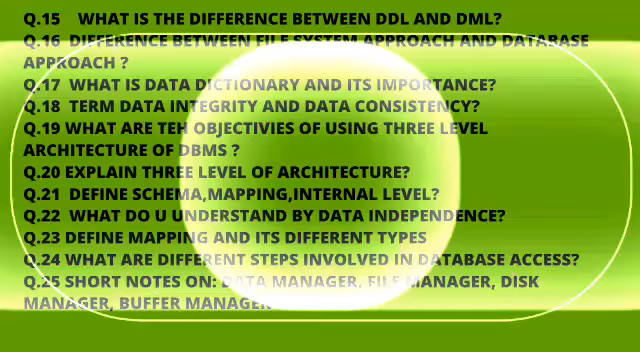 Q.15 WHAT IS THE DIFFERENCE BETWEEN DDL AND DML?
Q.16 DIFFERENCE BETWEEN FILE SYSTEM APPROACH AND DATABASE
APPROACH ?
Q.17 WHAT IS DATA DICTIONARY AND ITS IMPORTANCE?
Q.18 TERM DATA INTEGRITY AND DATA CONSISTENCY?
Q.19 WHAT ARE TEH OBJECTIVIES OF USING THREE LEVEL
ARCHITECTURE OF DBMS ?
Q.20 EXPLAIN THREE LEVEL OF ARCHITECTURE?
Q.21 DEFINE SCHEMA,MAPPING,INTERNAL LEVEL?
Q.22 WHAT DO U UNDERSTAND BY DATA INDEPENDENCE?
Q.23 DEFINE MAPPING AND ITS DIFFERENT TYPES
Q.24 WHAT ARE DIFFERENT STEPS INVOLVED IN DATABASE ACCESS?
Q.25 SHORT NOTES ON: DATA MANAGER, FILE MANAGER, DISK
MANAGER, BUFFER MANAGER.